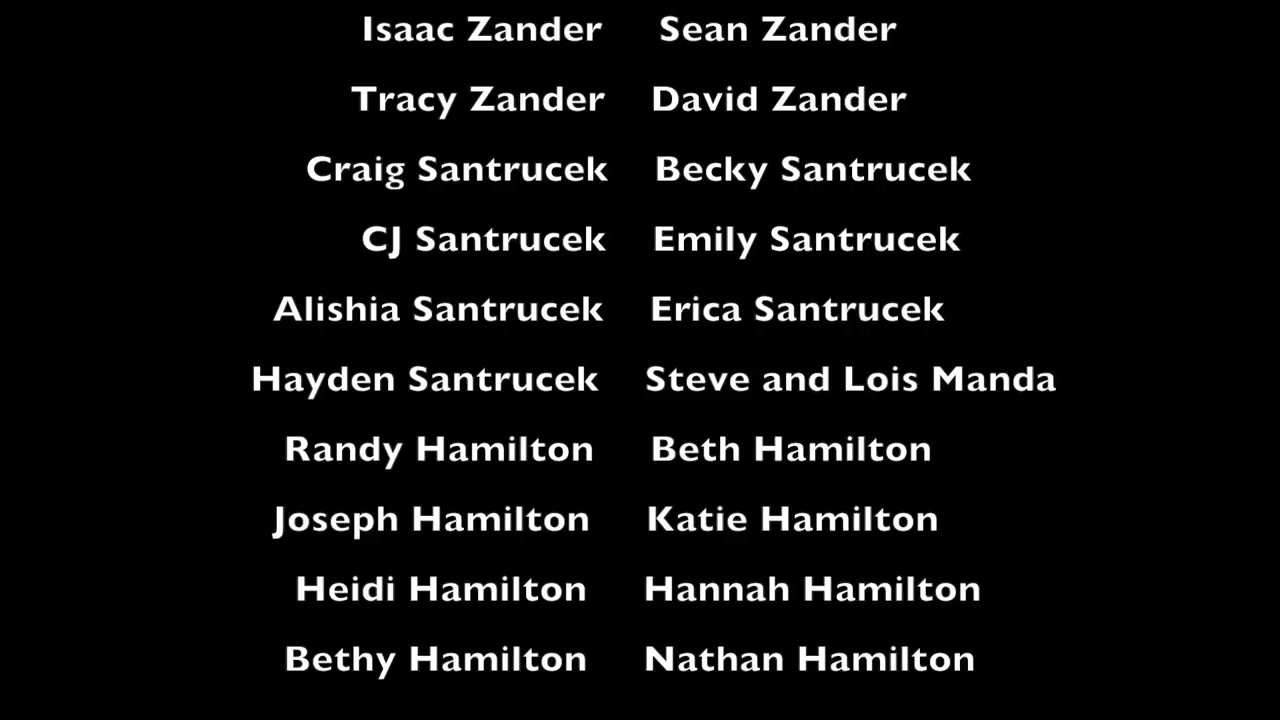 Isaac Zander Sean Zander
Tracy Zander David Zander
Craig Santrucek Becky Santrucek
CJ Santrucek Emily Santrucek
Alishia Santrucek Erica Santrucek
Hayden Santrucek Steve and Lois Manda
Randy Hamilton Beth Hamilton
Joseph Hamilton Katie Hamilton
Heidi Hamilton Hannah Hamilton
Bethy Hamilton Nathan Hamilton